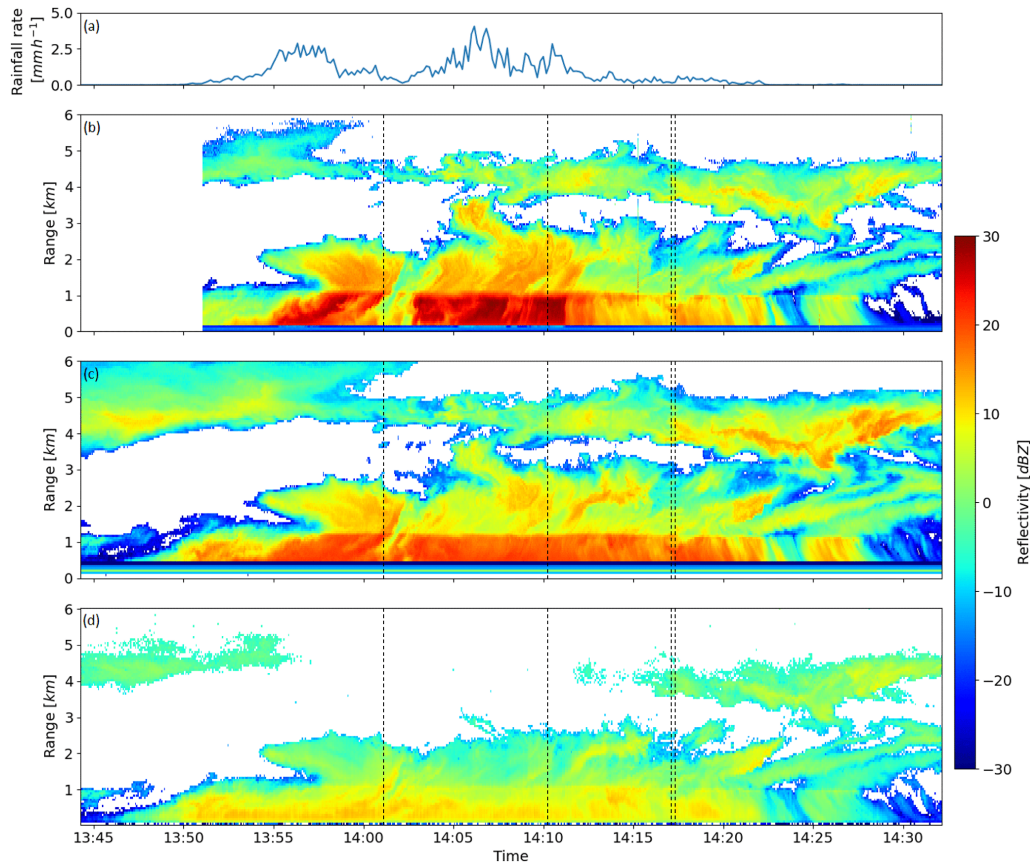 (a)
Rainfall rate
[mmh⁻¹]
5.0
2.5
0.0
(b)
Range [km]
6
5
4
3
2
1
0
(c)
Range [km]
6
5
4
3
2
1
0
(d)
Range [km]
6
5
4
3
2
1
13:45 13:50 13:55 14:00 14:05 14:10 14:15 14:20 14:25 14:30
Time
30
20
10
0
−10
−20
−30
Reflectivity [dBZ]